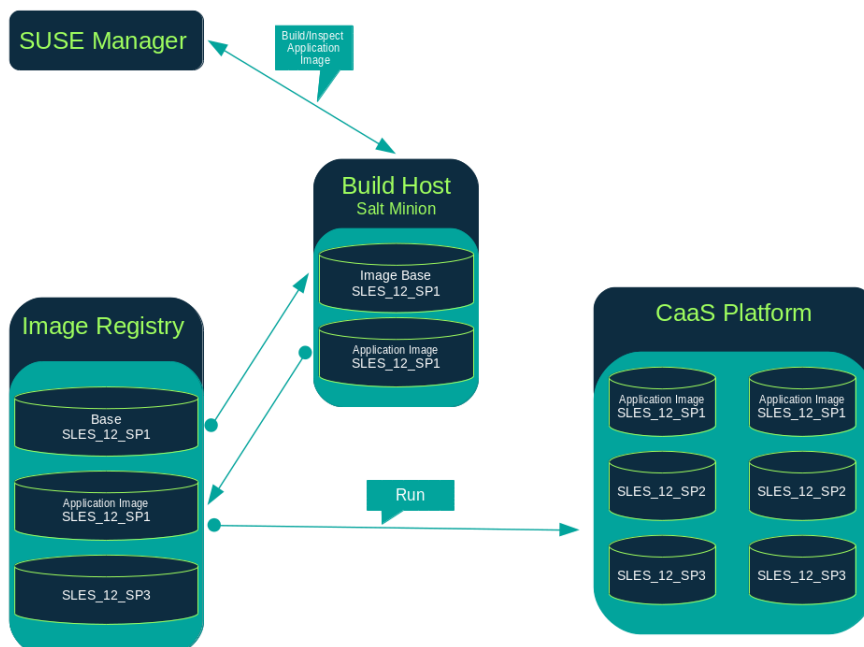 SUSE Manager
Build/Inspect
Application
Image
Build Host
Salt Minion
Image Base
SLES_12_SP1
Application Image
SLES_12_SP1
Image Registry
Base
SLES_12_SP1
Application Image
SLES_12_SP1
SLES_12_SP3
Run
CaaS Platform
Application Image
SLES_12_SP1
Application Image
SLES_12_SP1
SLES_12_SP2
SLES_12_SP2
SLES_12_SP3
SLES_12_SP3